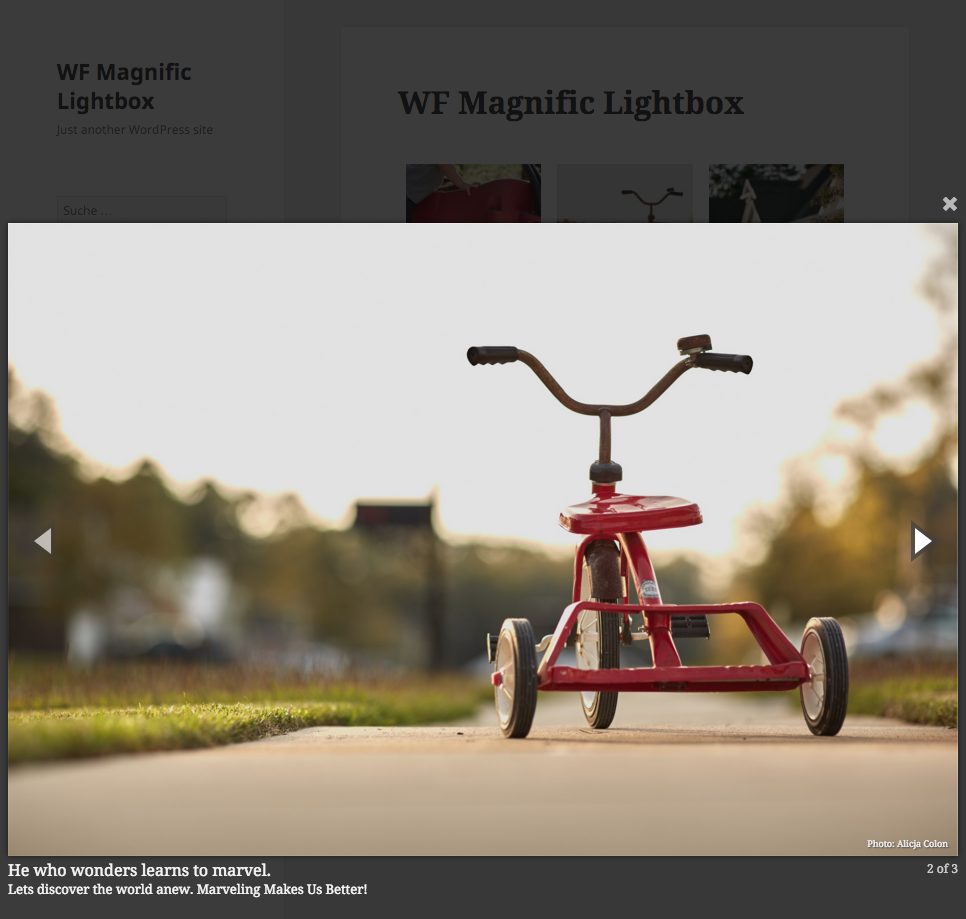 WF Magnific
Lightbox
Just another WordPress site
WF Magnific Lightbox
Suche ...
Photo: Alicja Colon
He who wonders learns to marvel.
2 of 3
Lets discover the world anew. Marveling Makes Us Better!